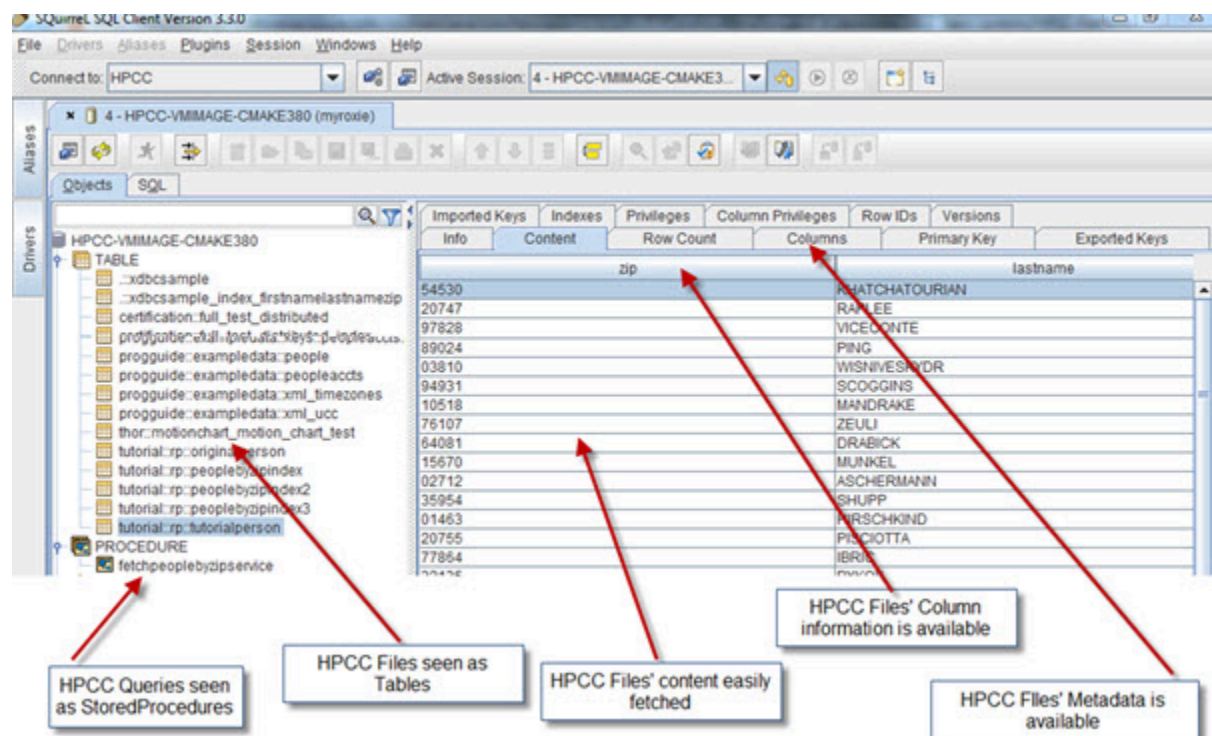 SQuirreL SQL Client Version 3.3.0
File Drivers Aliases Plugins Session Windows Help
Connect to: HPCC
Active Session: 4 - HPCC-VMIMAGE-CMAKE3...
4 - HPCC-VMIMAGE-CMAKE380 (myroxie)
Aliases
Drivers
Objects SQL
HPCC-VMIMAGE-CMAKE380
TABLE
.::xdbcsample
.::xdbcsample_index_firstnamelastnamezip
certification::full_test_distributed
progguide::exampledata::people
progguide::exampledata::peopleaccts
progguide::exampledata::xml_timezones
progguide::exampledata::xml_ucc
thor::motionchart_motion_chart_test
tutorial::rp::originalperson
tutorial::rp::peoplebyzipindex
tutorial::rp::peoplebyzipindex2
tutorial::rp::peoplebyzipindex3
tutorial::rp::tutorialperson
PROCEDURE
fetchpeoplebyzipservice
Imported Keys Indexes Privileges Column Privileges Row IDs Versions
Info Content Row Count Columns Primary Key Exported Keys
zip lastname
54530 KHATCHATOURIAN
20747
97828 VICECONTE
89024 PING
03810
94931 SCOGGINS
10518 MANDRAKE
76107 ZEULI
64081 DRABICK
15670 MUNKEL
02712 ASCHERMANN
35954 SHUPP
01463 HIRSCHKIND
20755 PISCIOTTA
77864
HPCC Queries seen
as StoredProcedures
HPCC Files seen as
Tables
HPCC Files' content easily
fetched
HPCC Files' Column
information is available
HPCC FIles' Metadata is
available